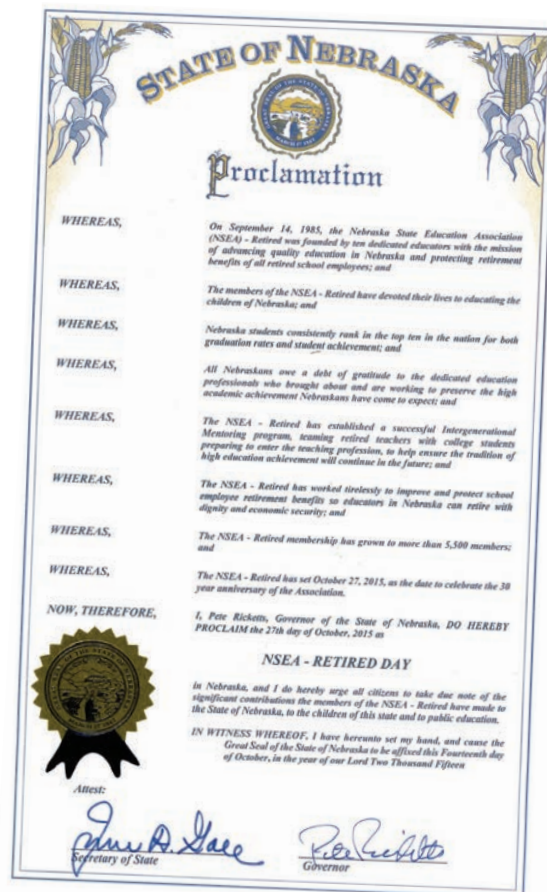 STATE OF NEBRASKA
Proclamation
WHEREAS,
On September 14, 1985, the Nebraska State Education Association
(NSEA) - Retired was founded by ten dedicated educators with the mission
of advancing quality education in Nebraska and protecting retirement
benefits of all retired school employees; and
WHEREAS,
The members of the NSEA - Retired have devoted their lives to educating the
children of Nebraska; and
WHEREAS,
Nebraska students consistently rank in the top ten in the nation for both
graduation rates and student achievement; and
WHEREAS,
All Nebraskans owe a debt of gratitude to the dedicated education
professionals who brought about and are working to preserve the high
academic achievement Nebraskans have come to expect; and
WHEREAS,
The NSEA - Retired has established a successful Intergenerational
Mentoring program, teaming retired teachers with college students
preparing to enter the teaching profession, to help ensure the tradition of
high education achievement will continue in the future; and
WHEREAS,
The NSEA - Retired has worked tirelessly to improve and protect school
employee retirement benefits so educators in Nebraska can retire with
dignity and economic security; and
WHEREAS,
The NSEA - Retired membership has grown to more than 5,500 members;
and
WHEREAS,
The NSEA - Retired has set October 27, 2015, as the date to celebrate the 30
year anniversary of the Association.
NOW, THEREFORE,
I, Pete Ricketts, Governor of the State of Nebraska, DO HEREBY
PROCLAIM the 27th day of October, 2015 as
NSEA - RETIRED DAY
in Nebraska, and I do hereby urge all citizens to take due note of the
significant contributions the members of the NSEA - Retired have made to
the State of Nebraska, to the children of this state and to public education.
IN WITNESS WHEREOF, I have hereunto set my hand, and cause the
Great Seal of the State of Nebraska to be affixed this Fourteenth day
of October, in the year of our Lord Two Thousand Fifteen
Attest:
Secretary of State
Pete Ricketts
Governor